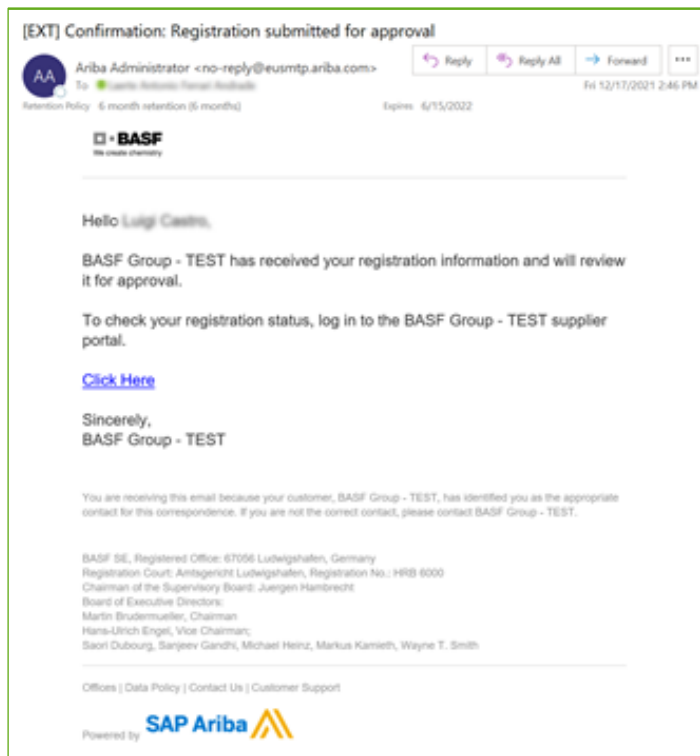 [EXT] Confirmation: Registration submitted for approval
AA
Ariba Administrator <no-reply@eusmtp.ariba.com>
Reply
Reply All
Forward
To
Fri 12/17/2021 2:46 PM
Retention Policy 6 month retention (6 months)
Expires 6/15/2022
BASF
We create chemistry
Hello
BASF Group - TEST has received your registration information and will review
it for approval.
To check your registration status, log in to the BASF Group - TEST supplier
portal.
Click Here
Sincerely,
BASF Group - TEST
You are receiving this email because your customer, BASF Group - TEST, has identified you as the appropriate
contact for this correspondence. If you are not the correct contact, please contact BASF Group - TEST.
BASF SE, Registered Office: 67056 Ludwigshafen, Germany
Registration Court: Amtsgericht Ludwigshafen, Registration No.: HRB 6000
Chairman of the Supervisory Board: Juergen Hambrecht
Board of Executive Directors:
Martin Brudermueller, Chairman
Hans-Ulrich Engel, Vice Chairman;
Saori Dubourg, Sanjeev Gandhi, Michael Heinz, Markus Kamieth, Wayne T. Smith
Offices | Data Policy | Contact Us | Customer Support
Powered by SAP Ariba